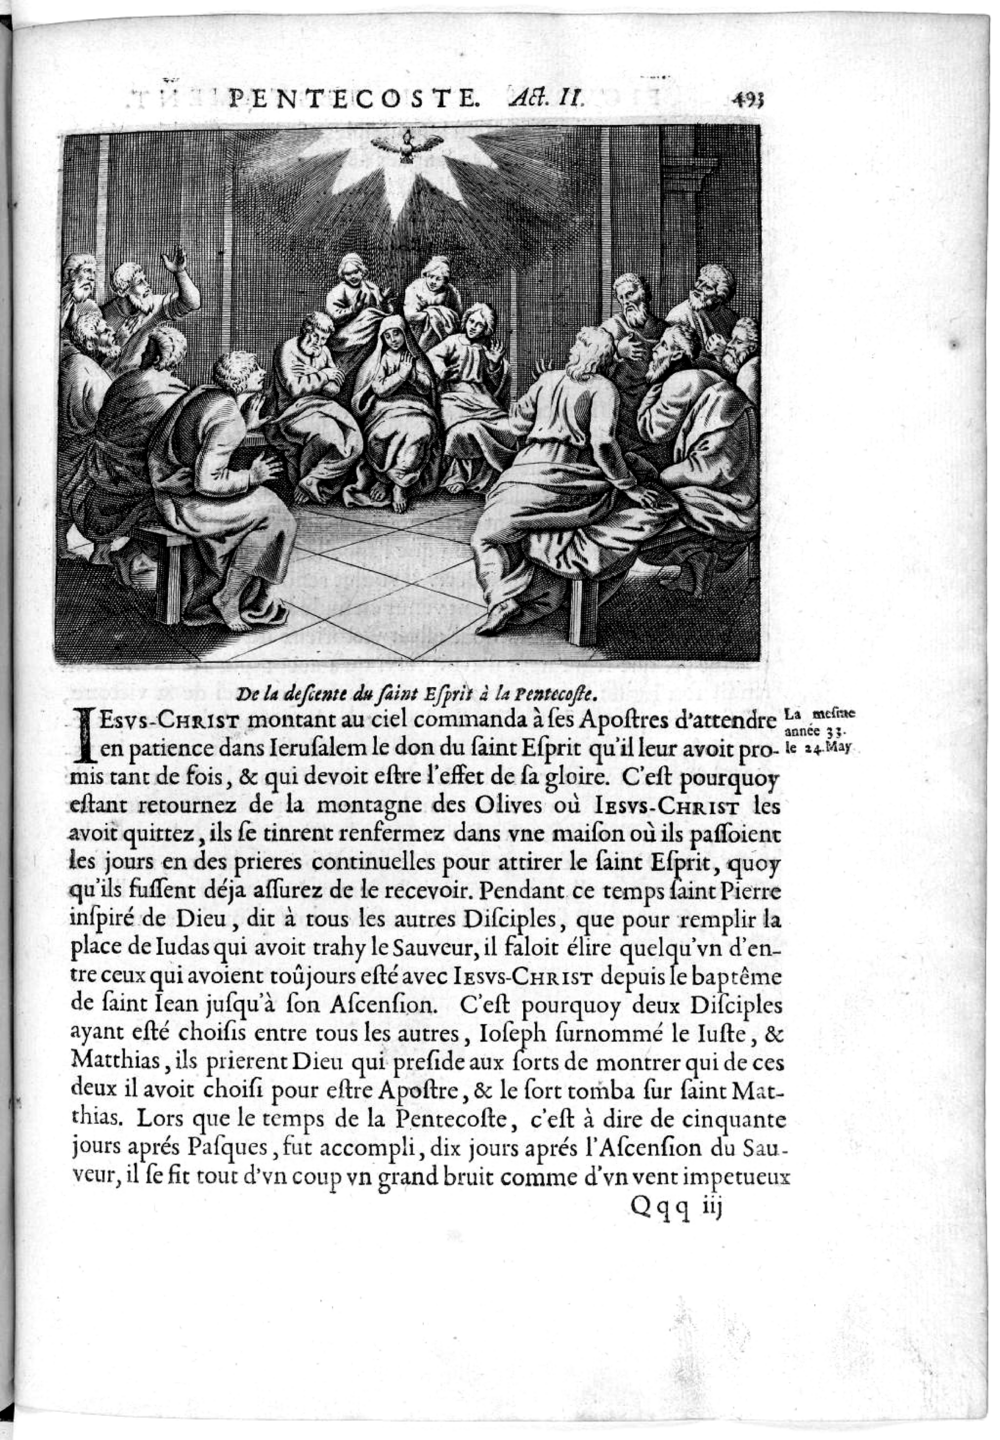 PENTECOSTE. Act. II. 493
De la deſcente du ſaint Eſprit à la Pentecoſte.
IESVS-CHRIST montant au ciel commanda à ſes Apoſtres d'attendre
en patience dans Ieruſalem le don du ſaint Eſprit qu'il leur avoit pro-
mis tant de fois, & qui devoit eſtre l'effet de ſa gloire. C'eſt pourquoy
eſtant retournez de la montagne des Olives où IESVS-CHRIST les
avoit quittez, ils ſe tinrent renfermez dans vne maiſon où ils paſſoient
les jours en des prieres continuelles pour attirer le ſaint Eſprit, quoy
qu'ils fuſſent déja aſſurez de le recevoir. Pendant ce temps ſaint Pierre
inſpiré de Dieu, dit à tous les autres Diſciples, que pour remplir la
place de Iudas qui avoit trahy le Sauveur, il faloit élire quelqu'vn d'en-
tre ceux qui avoient toûjours eſté avec IESVS-CHRIST depuis le baptême
de ſaint Iean juſqu'à ſon Aſcenſion. C'eſt pourquoy deux Diſciples
ayant eſté choiſis entre tous les autres, Ioſeph ſurnommé le Iuſte, &
Matthias, ils prierent Dieu qui preſide aux ſorts de montrer qui de ces
deux il avoit choiſi pour eſtre Apoſtre, & le ſort tomba ſur ſaint Mat-
thias. Lors que le temps de la Pentecoſte, c'eſt à dire de cinquante
jours aprés Paſques, fut accompli, dix jours aprés l'Aſcenſion du Sau-
veur, il ſe fit tout d'vn coup vn grand bruit comme d'vn vent impetueux
Qqq iij
La meſme
année 33.
le 24. May